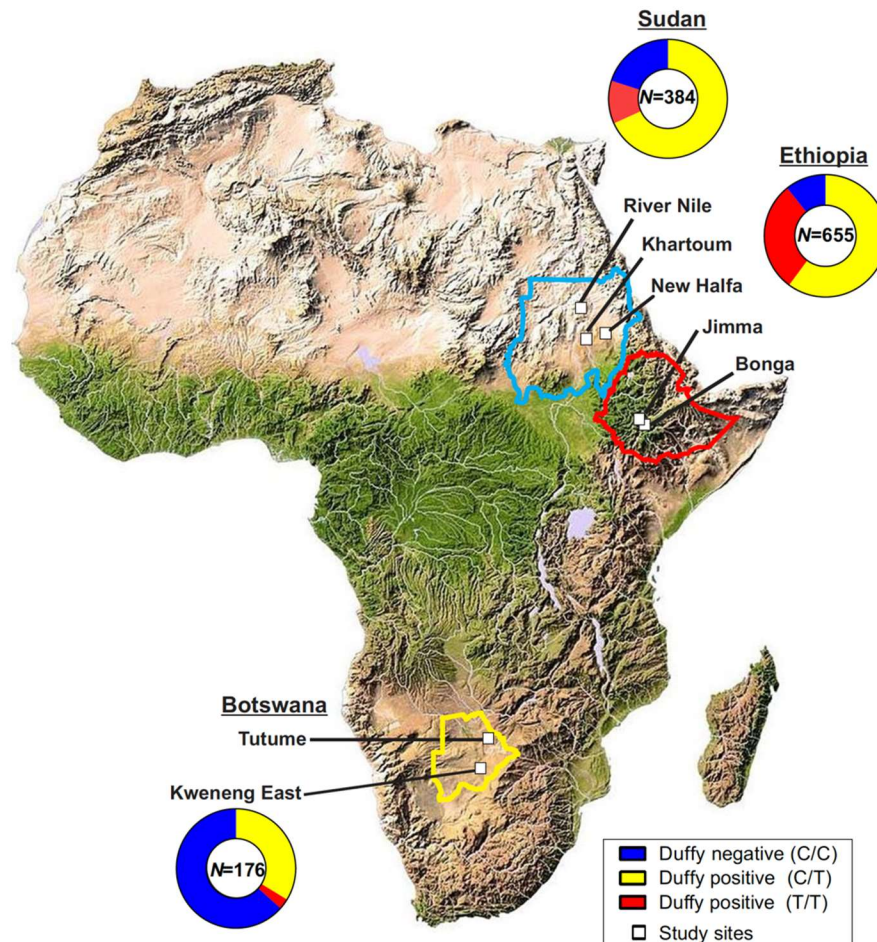 Sudan
N=384
Ethiopia
N=655
River Nile
Khartoum
New Halfa
Jimma
Bonga
Botswana
Tutume
Kweneng East
N=176
Duffy negative (C/C)
Duffy positive (C/T)
Duffy positive (T/T)
Study sites